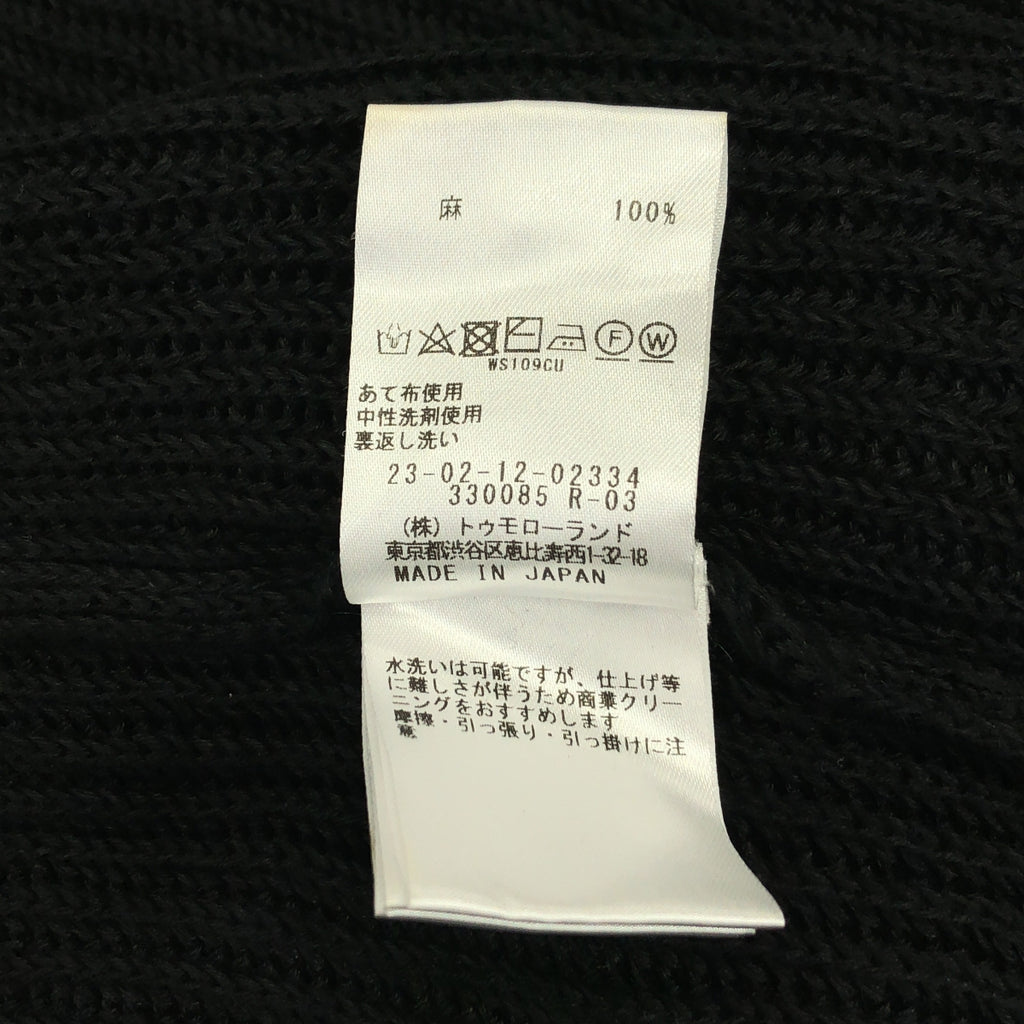 麻 100%
F W
WS109CU
あて布使用
中性洗剤使用
裏返し洗い
23-02-12-02334
330085 R-03
(株)トゥモローランド
東京都渋谷区恵比寿西1-32-18
MADE IN JAPAN
水洗いは可能ですが、仕上げ等
に難しさが伴うため商業クリー
ニングをおすすめします
摩擦・引っ張り・引っ掛けに注
意